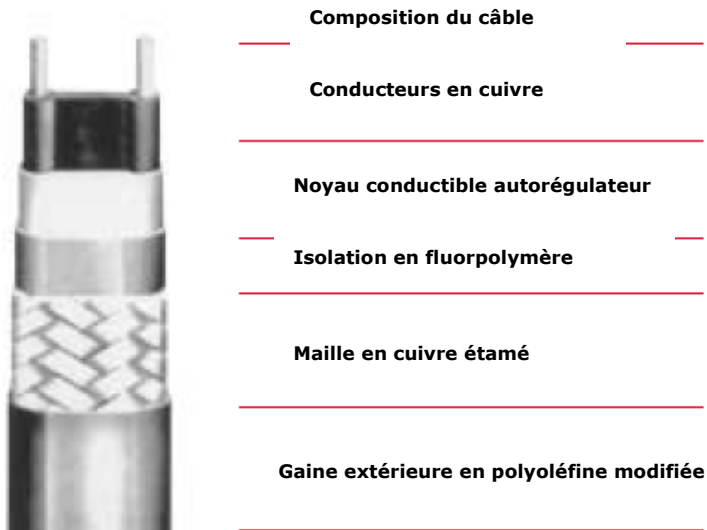 Composition du câble
Conducteurs en cuivre
Noyau conductible autorégulateur
Isolation en fluorpolymère
Maille en cuivre étamé
Gaine extérieure en polyoléfine modifiée